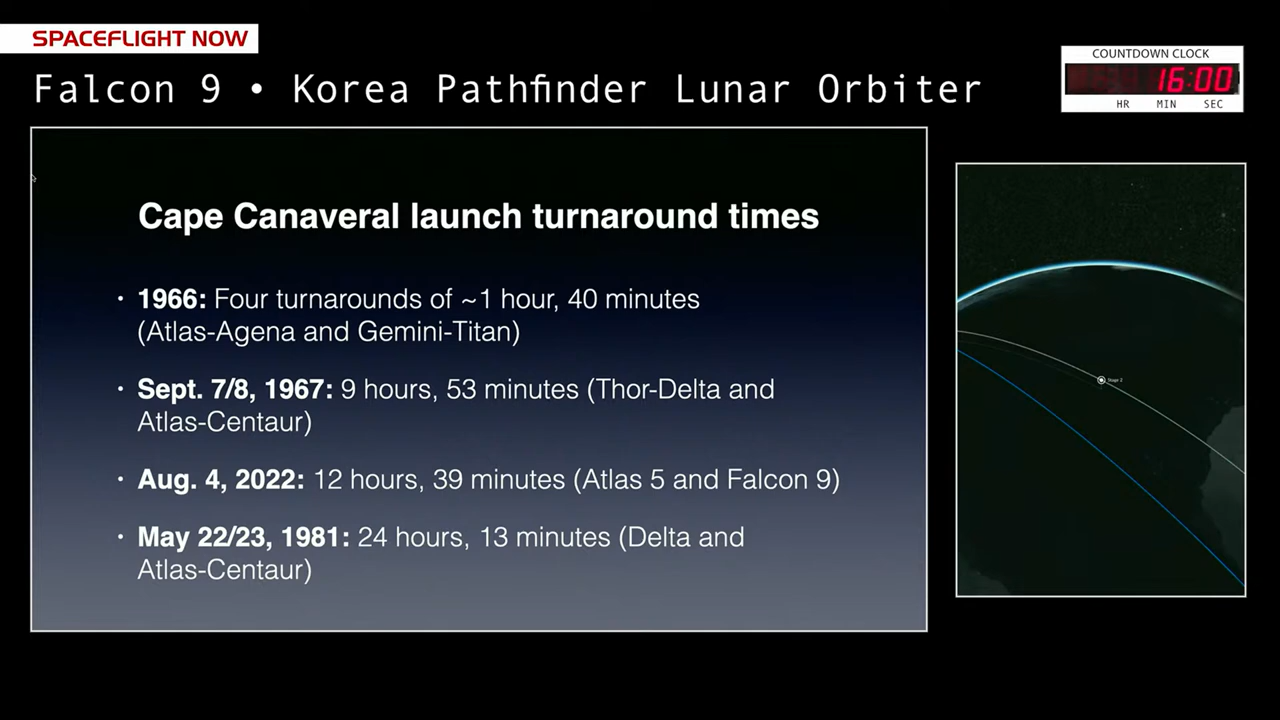 SPACEFLIGHT NOW
Falcon 9 • Korea Pathfinder Lunar Orbiter
COUNTDOWN CLOCK
16:00
HR MIN SEC
Cape Canaveral launch turnaround times
• 1966: Four turnarounds of ~1 hour, 40 minutes
(Atlas-Agena and Gemini-Titan)
• Sept. 7/8, 1967: 9 hours, 53 minutes (Thor-Delta and
Atlas-Centaur)
• Aug. 4, 2022: 12 hours, 39 minutes (Atlas 5 and Falcon 9)
• May 22/23, 1981: 24 hours, 13 minutes (Delta and
Atlas-Centaur)
Stage 2